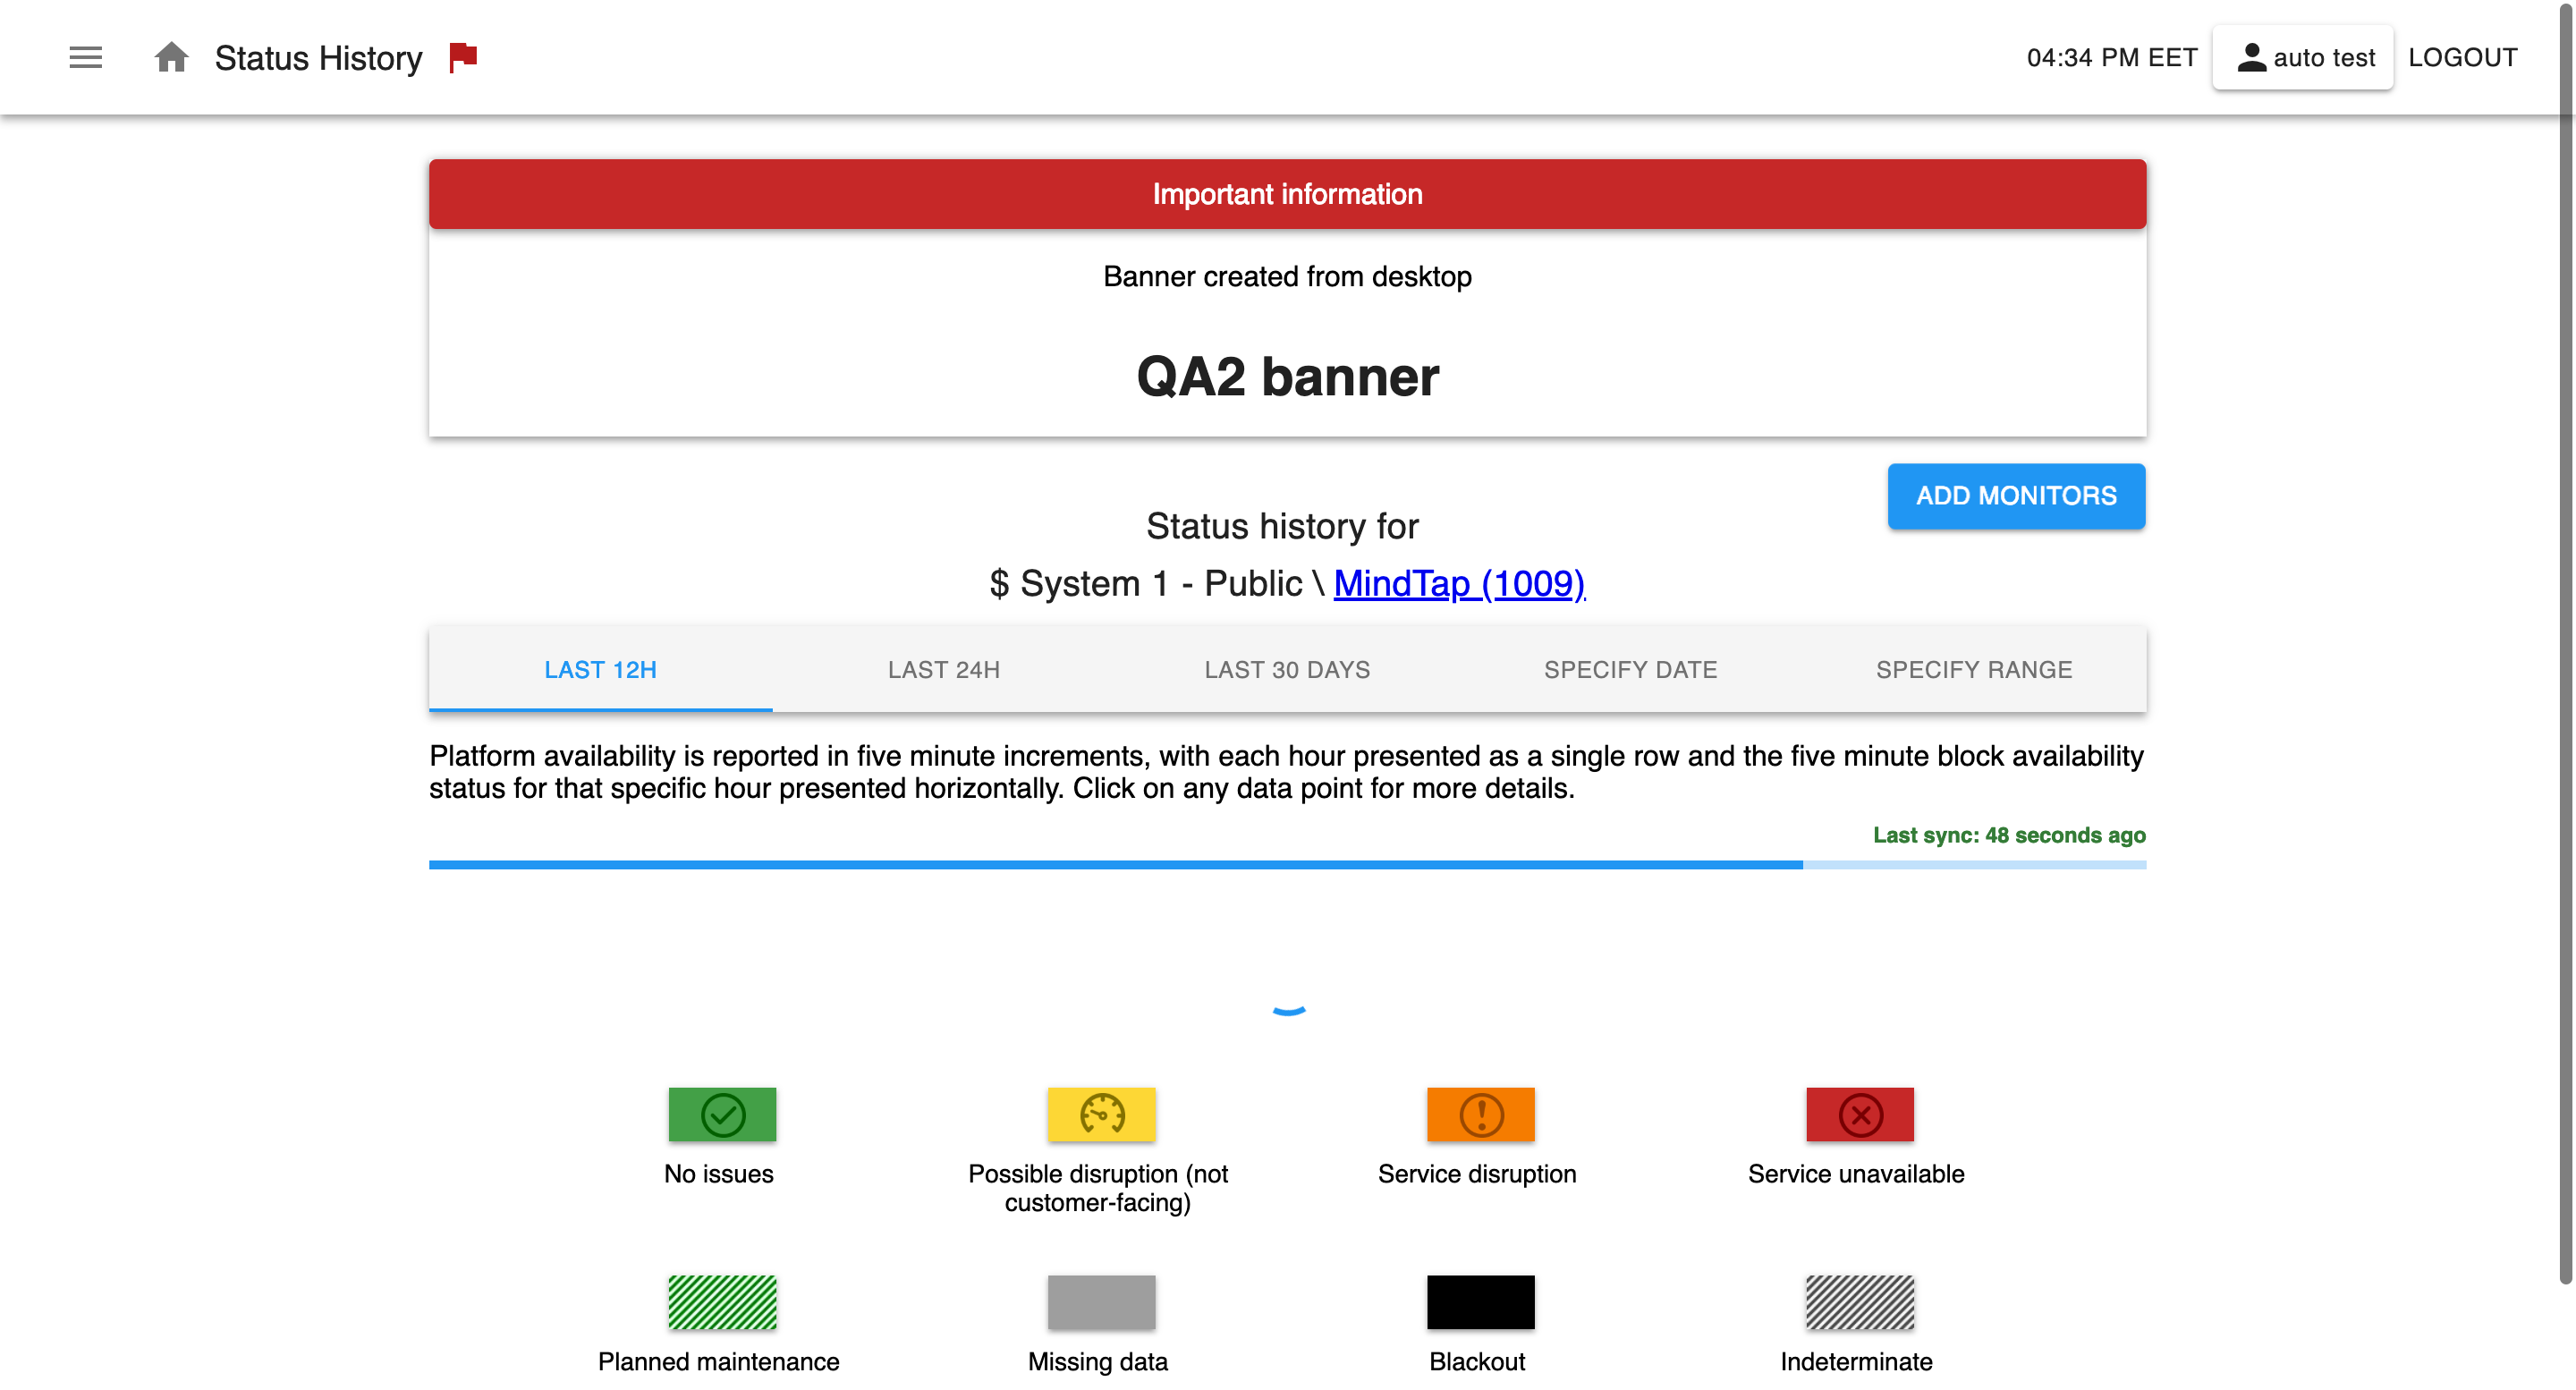 Status History
04:34 PM EET
auto test
LOGOUT
Important information
Banner created from desktop
QA2 banner
ADD MONITORS
Status history for
$ System 1 - Public \ MindTap (1009)
LAST 12H
LAST 24H
LAST 30 DAYS
SPECIFY DATE
SPECIFY RANGE
Platform availability is reported in five minute increments, with each hour presented as a single row and the five minute block availability
status for that specific hour presented horizontally. Click on any data point for more details.
Last sync: 48 seconds ago
No issues
Possible disruption (not
customer-facing)
Service disruption
Service unavailable
Planned maintenance
Missing data
Blackout
Indeterminate